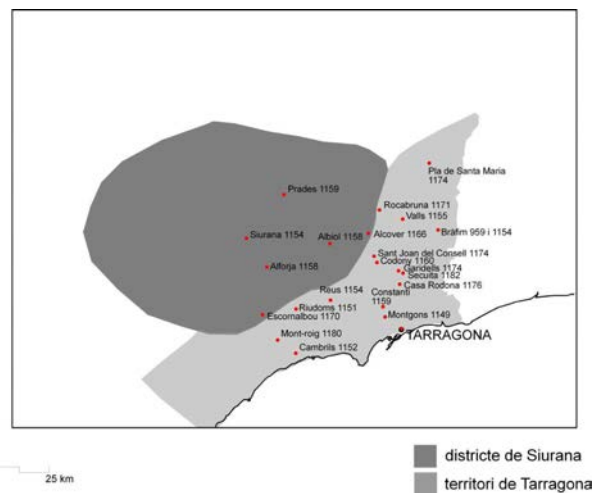 Pla de Santa Maria
1174
Prades 1159
Rocabruna 1171
Valls 1155
Siurana 1154
Albiol 1158
Alcover 1166
Bràfim 959 i 1154
Sant Joan del Consell 1174
Codony 1160
Alforja 1158
Garidells 1174
Secuita 1182
Casa Rodona 1176
Reus 1154
Constantí
1159
Riudoms 1151
Escornalbou 1170
Montgons 1149
TARRAGONA
Mont-roig 1180
Cambrils 1152
districte de Siurana
25 km
territori de Tarragona